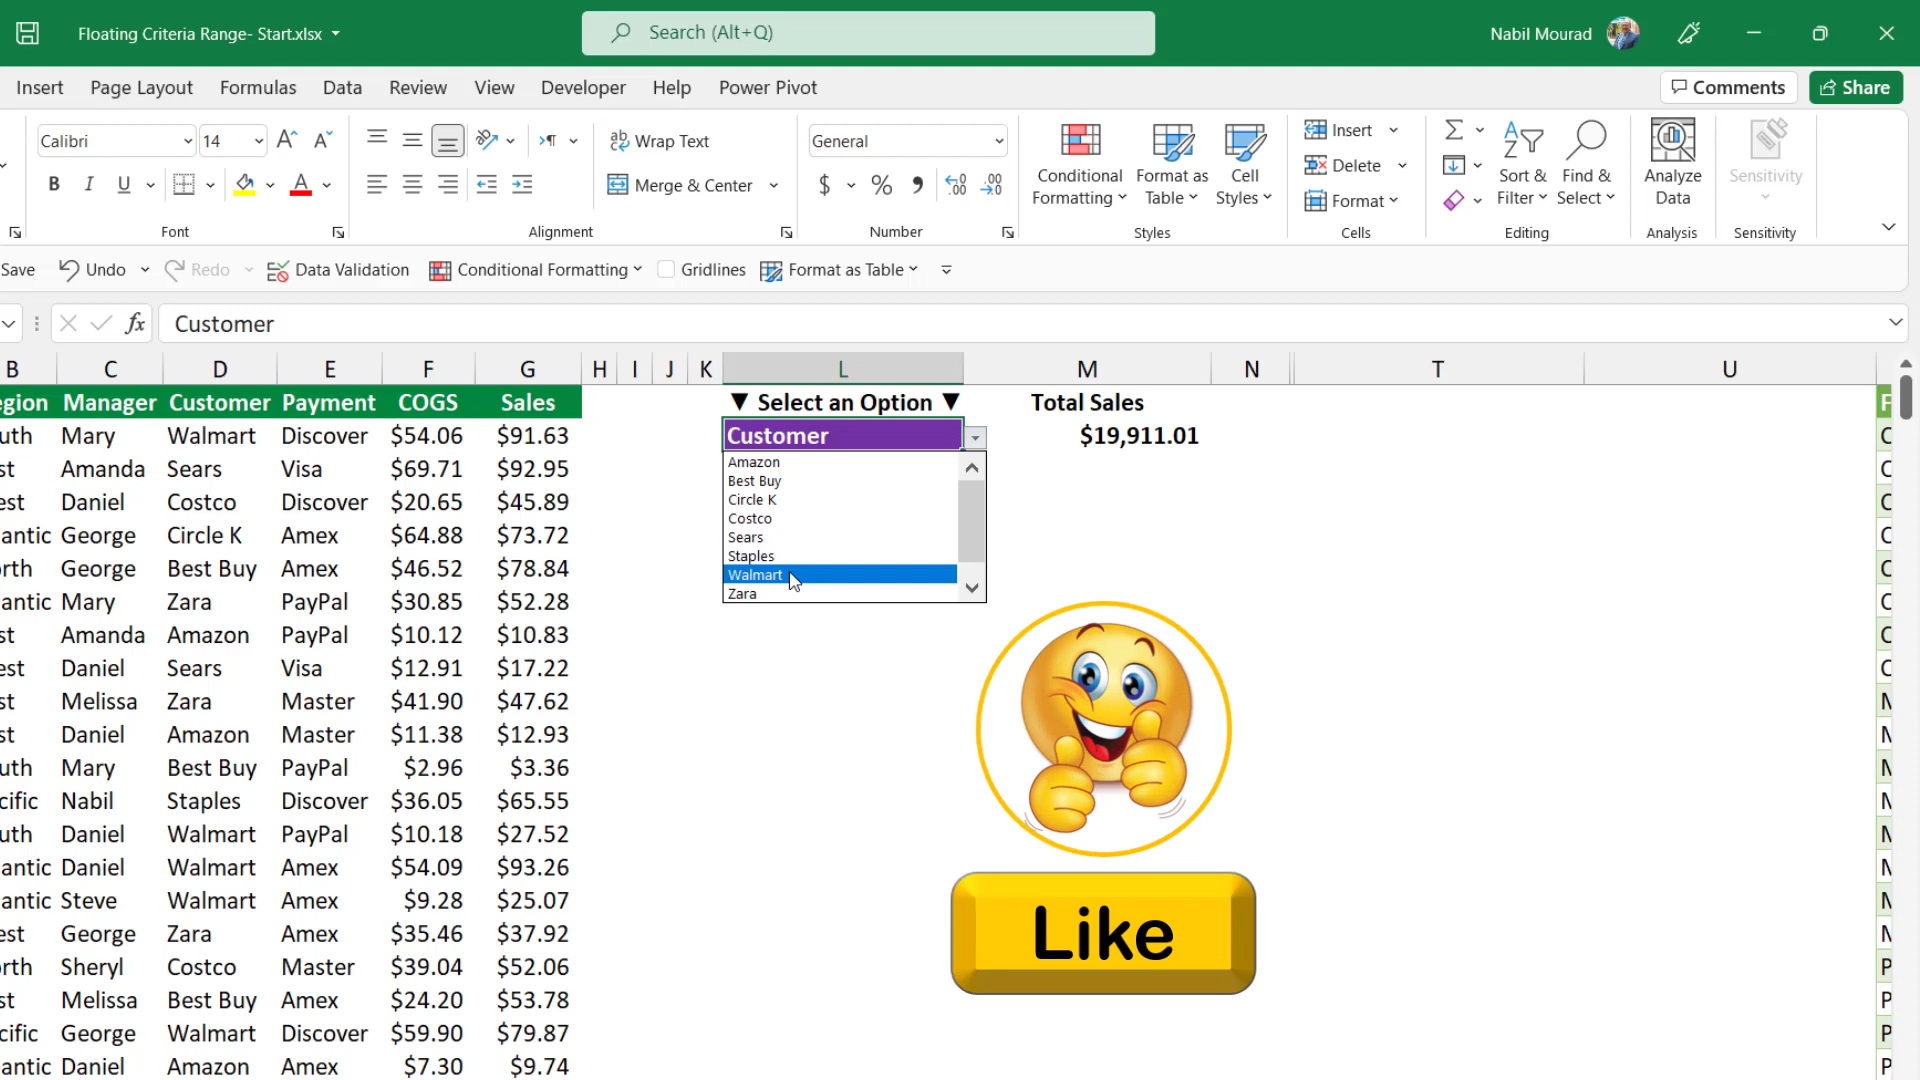 Floating Criteria Range- Start.xlsx
Search (Alt+Q)
Nabil Mourad
Insert Page Layout Formulas Data Review View Developer Help Power Pivot
Comments Share
Calibri 14
B I U A
Font
Wrap Text
Merge & Center
Alignment
General
$ %
Number
Conditional Formatting
Format as Table
Cell Styles
Styles
Insert
Delete
Format
Cells
Sort & Filter
Find & Select
Editing
Analyze Data
Analysis
Sensitivity
Sensitivity
Save Undo Redo Data Validation Conditional Formatting Gridlines Format as Table
fx Customer
B C D E F G H I J K L M N T U
egion Manager Customer Payment COGS Sales
uth Mary Walmart Discover $54.06 $91.63
st Amanda Sears Visa $69.71 $92.95
est Daniel Costco Discover $20.65 $45.89
antic George Circle K Amex $64.88 $73.72
orth George Best Buy Amex $46.52 $78.84
antic Mary Zara PayPal $30.85 $52.28
st Amanda Amazon PayPal $10.12 $10.83
est Daniel Sears Visa $12.91 $17.22
st Melissa Zara Master $41.90 $47.62
st Daniel Amazon Master $11.38 $12.93
uth Mary Best Buy PayPal $2.96 $3.36
cific Nabil Staples Discover $36.05 $65.55
uth Daniel Walmart PayPal $10.18 $27.52
antic Daniel Walmart Amex $54.09 $93.26
antic Steve Walmart Amex $9.28 $25.07
est George Zara Amex $35.46 $37.92
orth Sheryl Costco Master $39.04 $52.06
st Melissa Best Buy Amex $24.20 $53.78
cific George Walmart Discover $59.90 $79.87
antic Daniel Amazon Amex $7.30 $9.74
▼ Select an Option ▼
Customer
Amazon
Best Buy
Circle K
Costco
Sears
Staples
Walmart
Zara
Total Sales
$19,911.01
Like